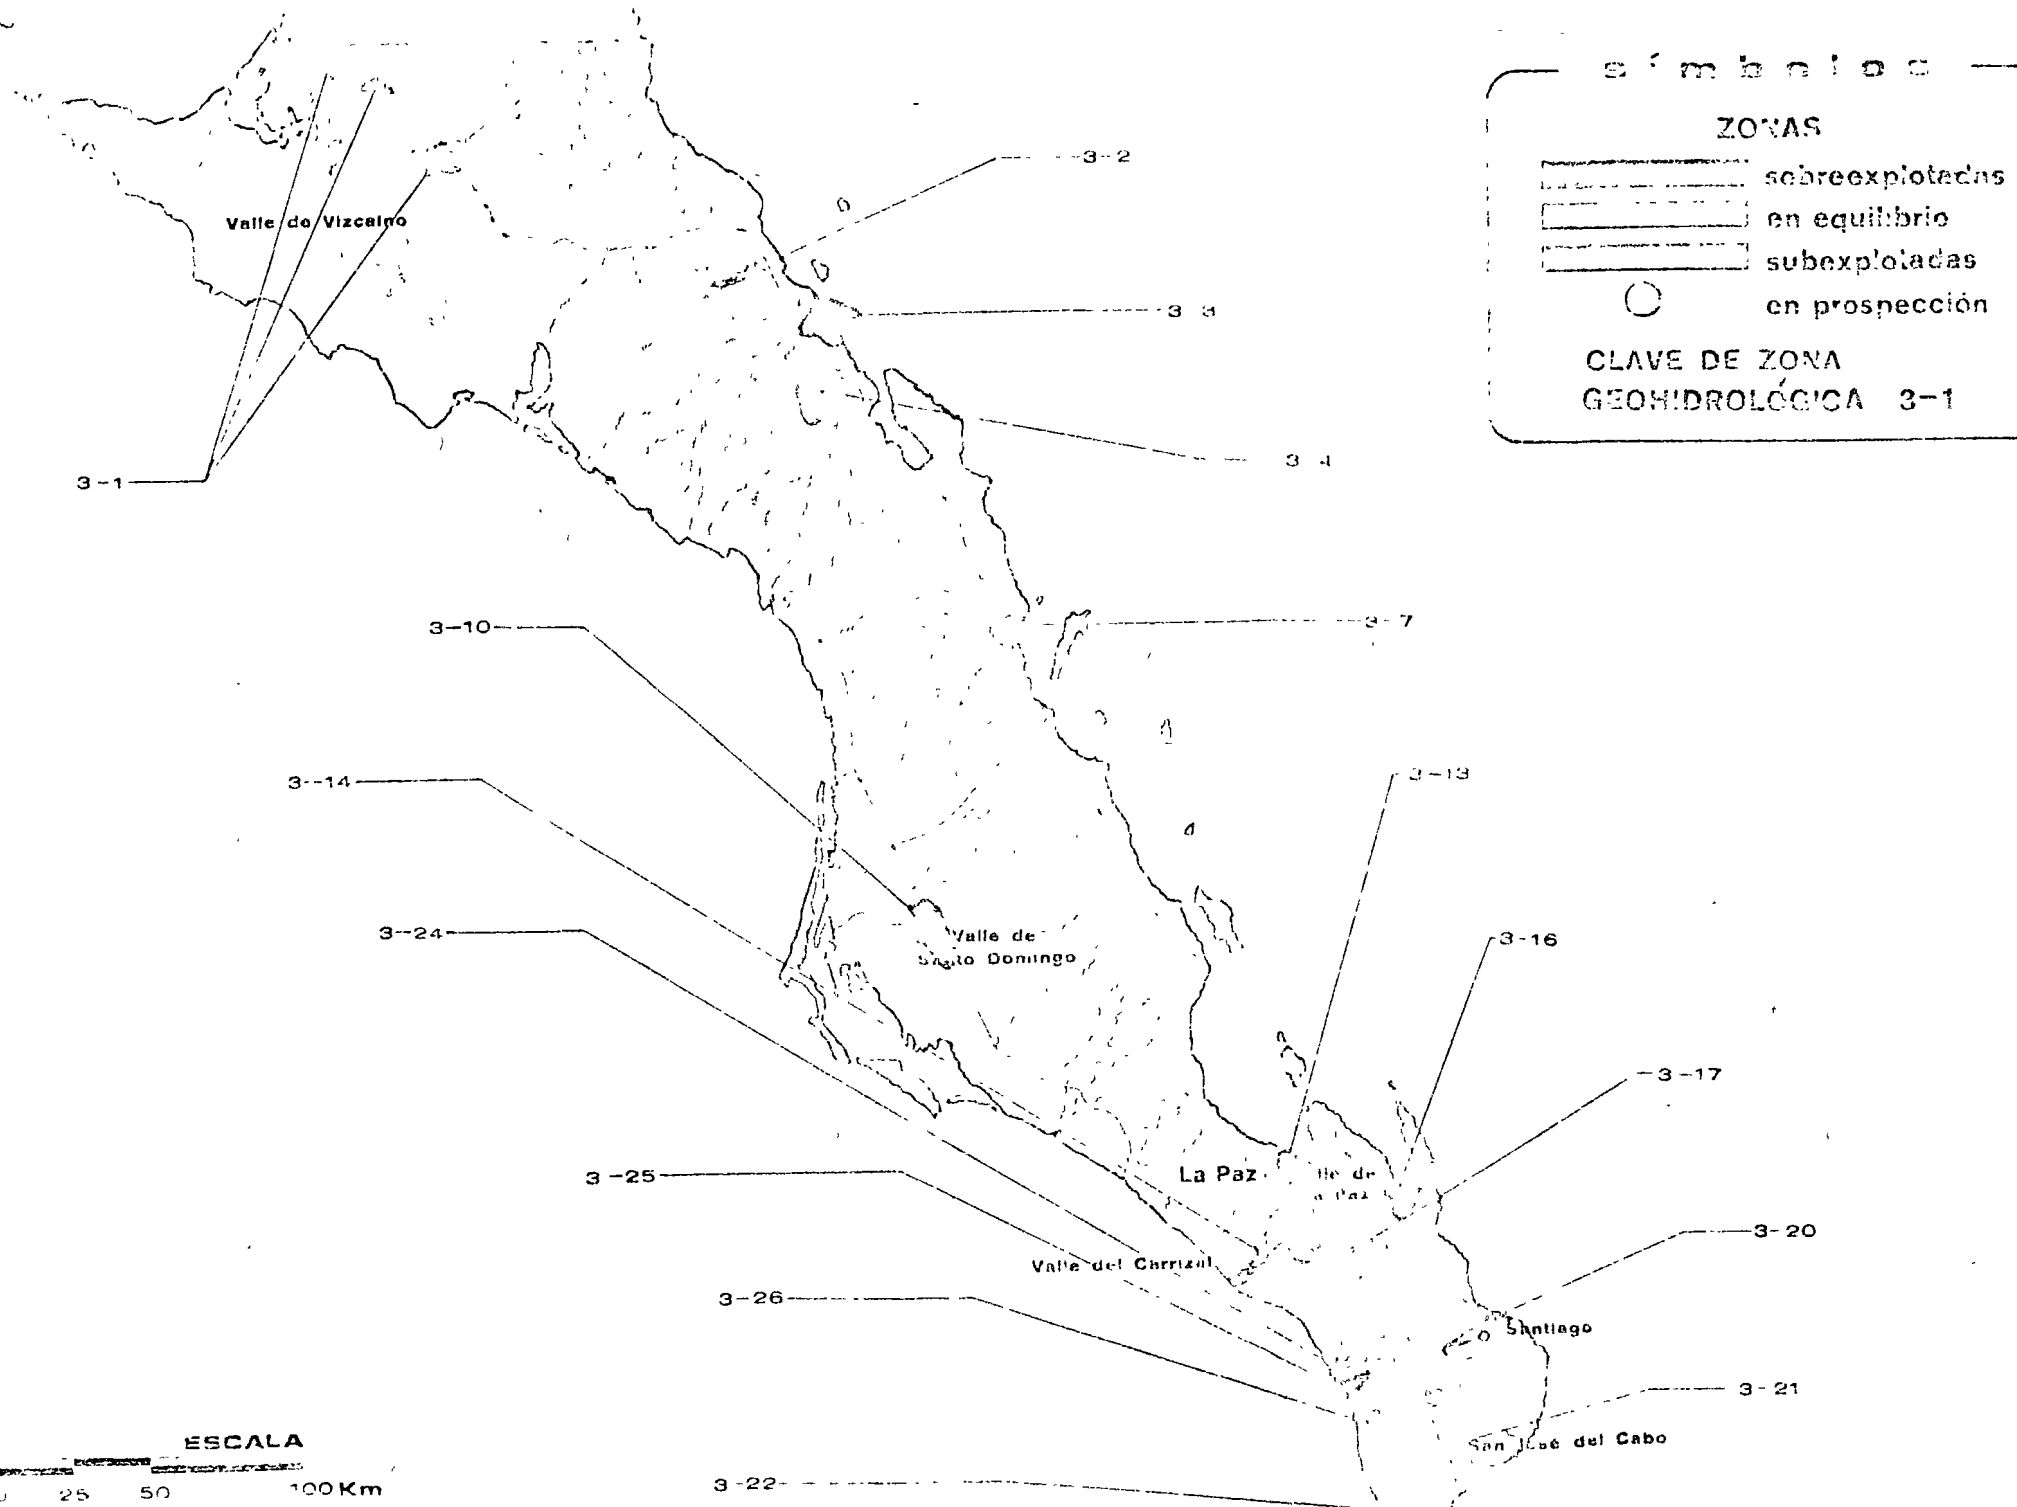 símbolos
ZONAS
sobreexplotadas
en equilibrio
subexplotadas
en prospección
CLAVE DE ZONA
GEOHIDROLÓGICA 3-1
3-2
Valle de Vizcaino
3-3
3-4
3-1
3-10
3-7
3-14
3-13
3-24
Valle de
Santo Domingo
3-16
3-17
3-25
La Paz
lle de
a Paz
3-20
Valle del Carrizal
3-26
Santiago
3-21
San José del Cabo
ESCALA
25 50 100 Km
3-22